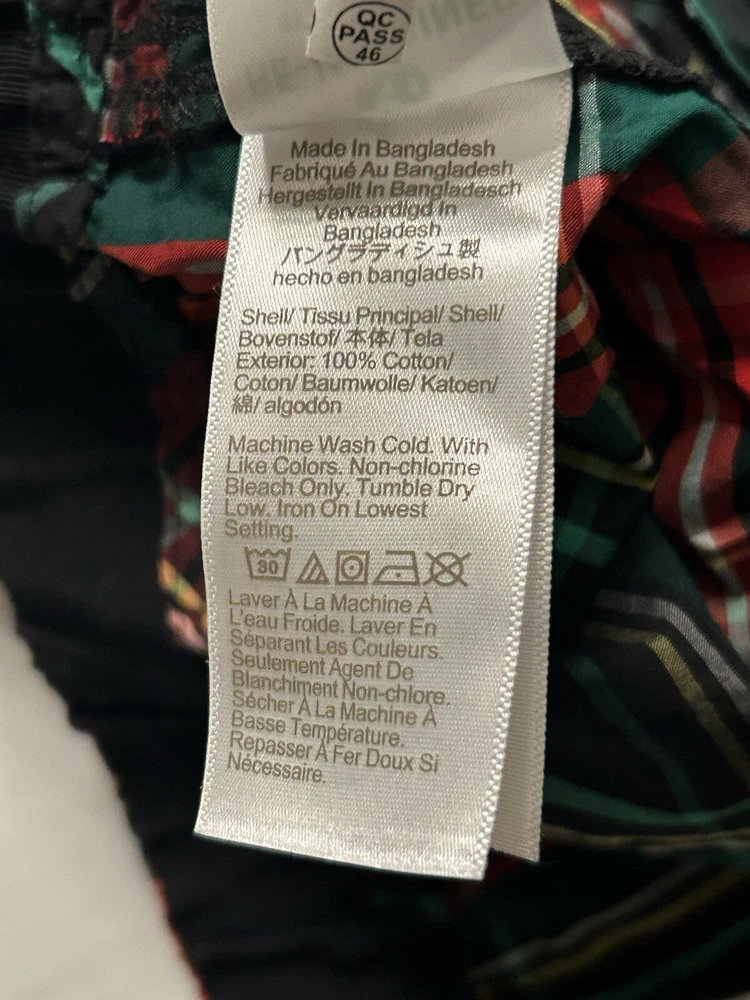 QC
PASS
46
Made In Bangladesh
Fabriqué Au Bangladesh
Hergestellt In Bangladesch
Vervaardigd In
Bangladesh
バングラディシュ製
hecho en bangladesh
Shell/ Tissu Principal/ Shell/
Bovenstof/ 本体/ Tela
Exterior: 100% Cotton/
Coton/ Baumwolle/ Katoen/
綿/ algodón
Machine Wash Cold. With
Like Colors. Non-chlorine
Bleach Only. Tumble Dry
Low. Iron On Lowest
Setting.
30
Laver À La Machine À
L'eau Froide. Laver En
Séparant Les Couleurs.
Seulement Agent De
Blanchiment Non-chlore.
Sécher À La Machine À
Basse Température.
Repasser À Fer Doux Si
Nécessaire.